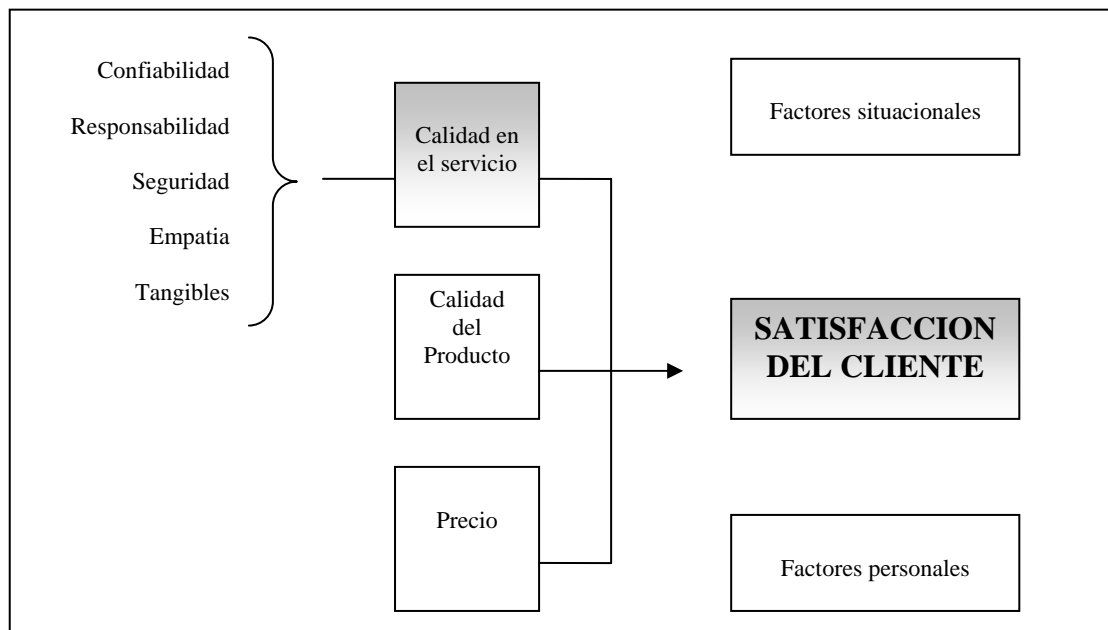 Confiabilidad
Responsabilidad
Seguridad
Empatia
Tangibles
Calidad en
el servicio
Calidad
del
Producto
Precio
Factores situacionales
SATISFACCION
DEL CLIENTE
Factores personales